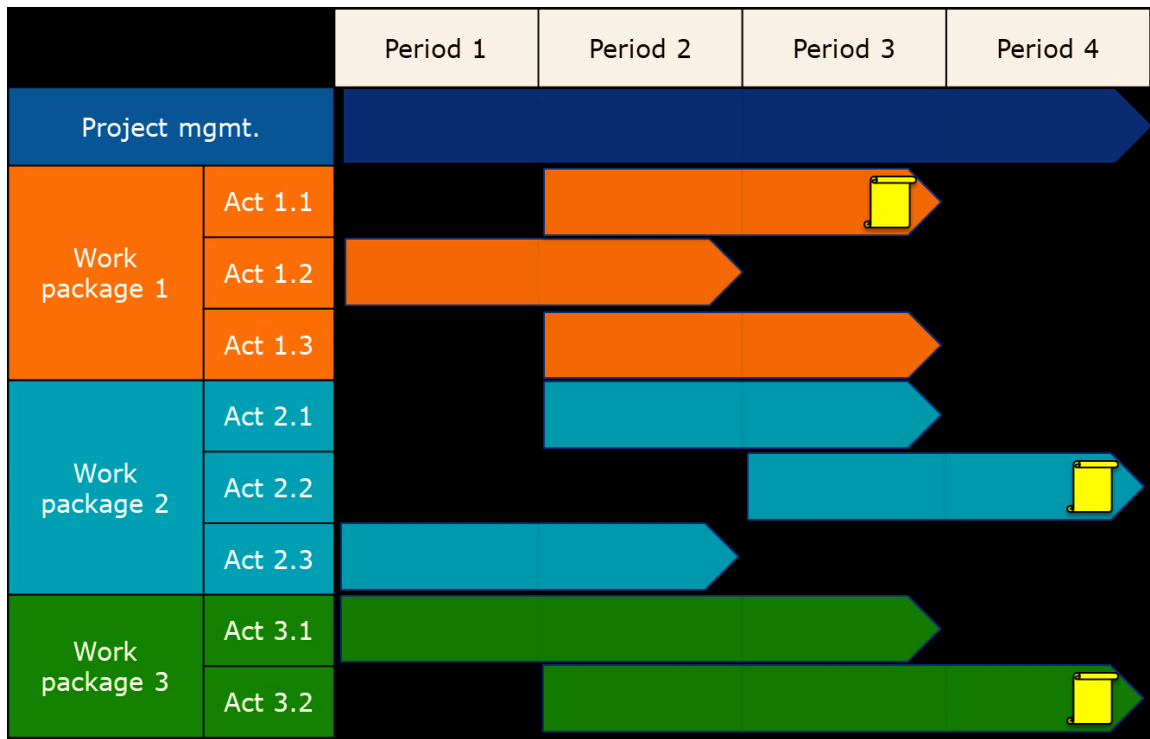 Period 1
Period 2
Period 3
Period 4
Project mgmt.
Work
package 1
Act 1.1
Act 1.2
Act 1.3
Work
package 2
Act 2.1
Act 2.2
Act 2.3
Work
package 3
Act 3.1
Act 3.2